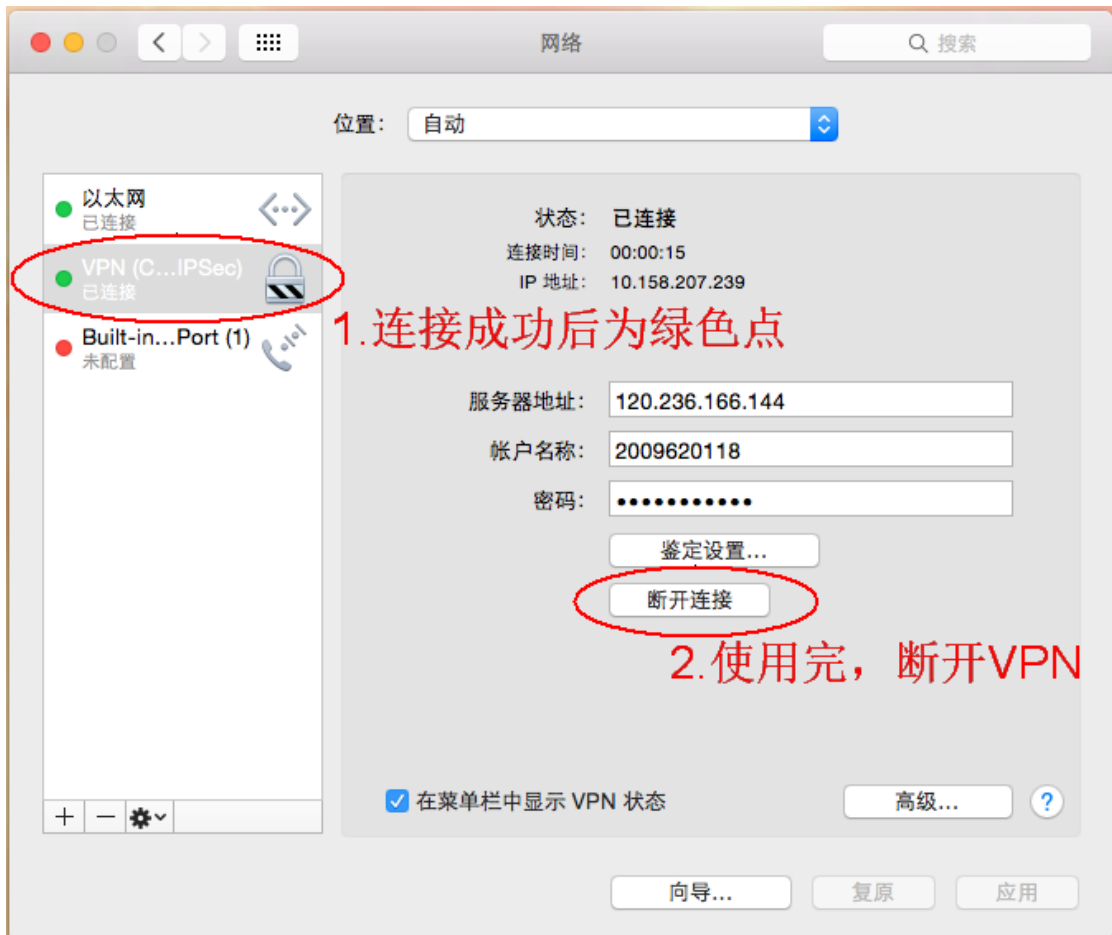 网络
搜索
位置： 自动
以太网
已连接
VPN (C...IPSec)
已连接
Built-in...Port (1)
未配置
状态： 已连接
连接时间： 00:00:15
IP 地址： 10.158.207.239
1.连接成功后为绿色点
服务器地址： 120.236.166.144
帐户名称： 2009620118
密码： •••••••••••
鉴定设置...
断开连接
2.使用完，断开VPN
在菜单栏中显示 VPN 状态
高级...
?
向导...
复原
应用